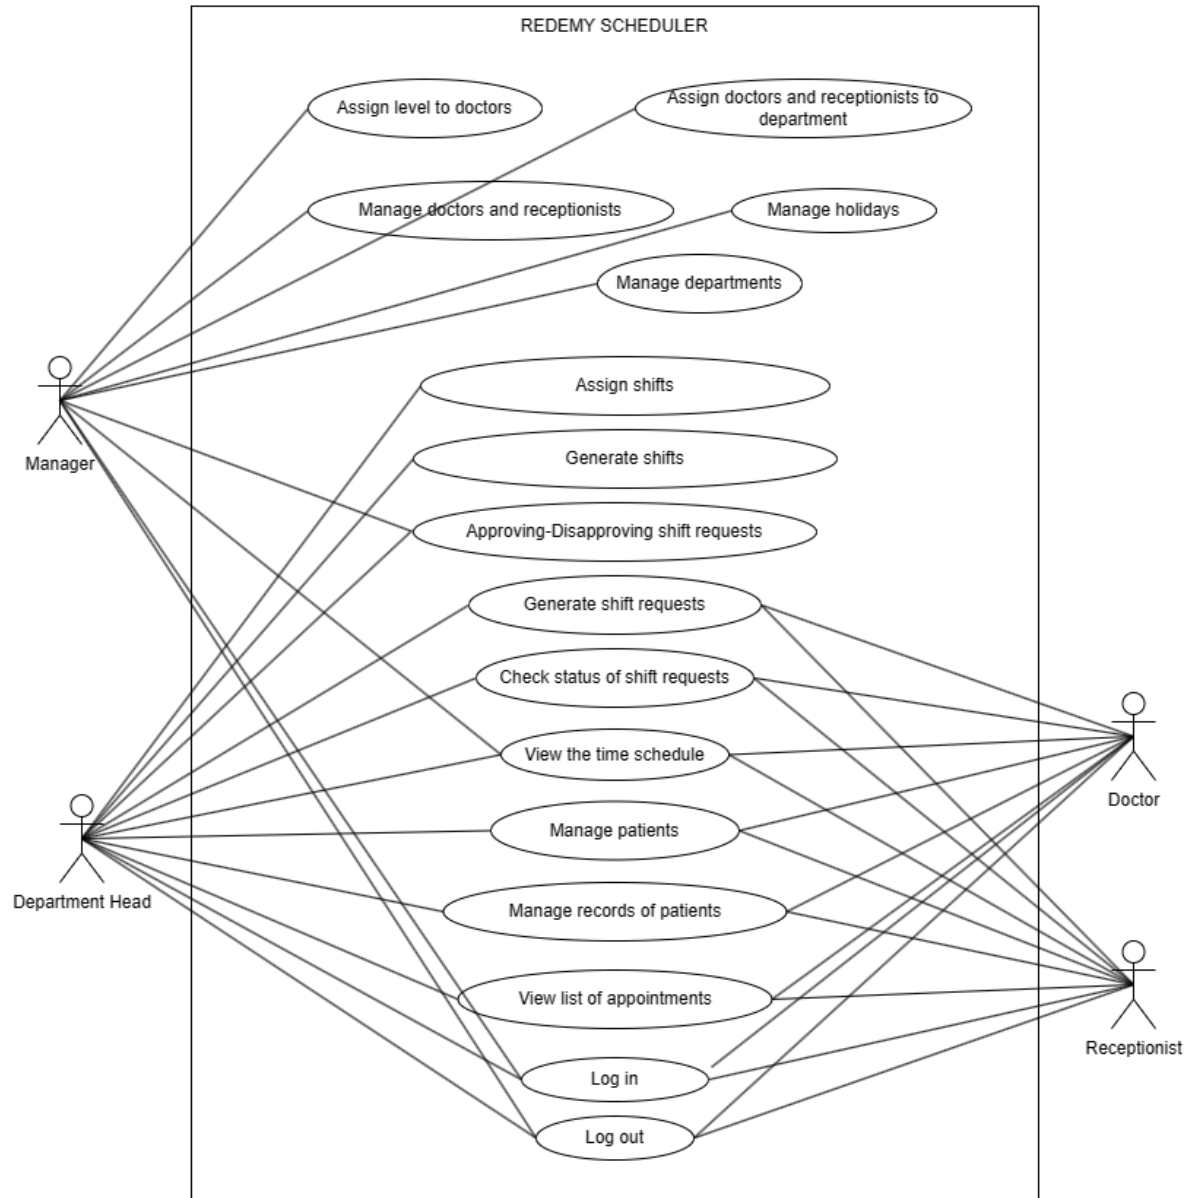 REDEMY SCHEDULER
Assign level to doctors
Assign doctors and receptionists to
department
Manage doctors and receptionists
Manage holidays
Manage departments
Assign shifts
Manager
Generate shifts
Approving-Disapproving shift requests
Generate shift requests
Check status of shift requests
View the time schedule
Doctor
Manage patients
Department Head
Manage records of patients
View list of appointments
Receptionist
Log in
Log out